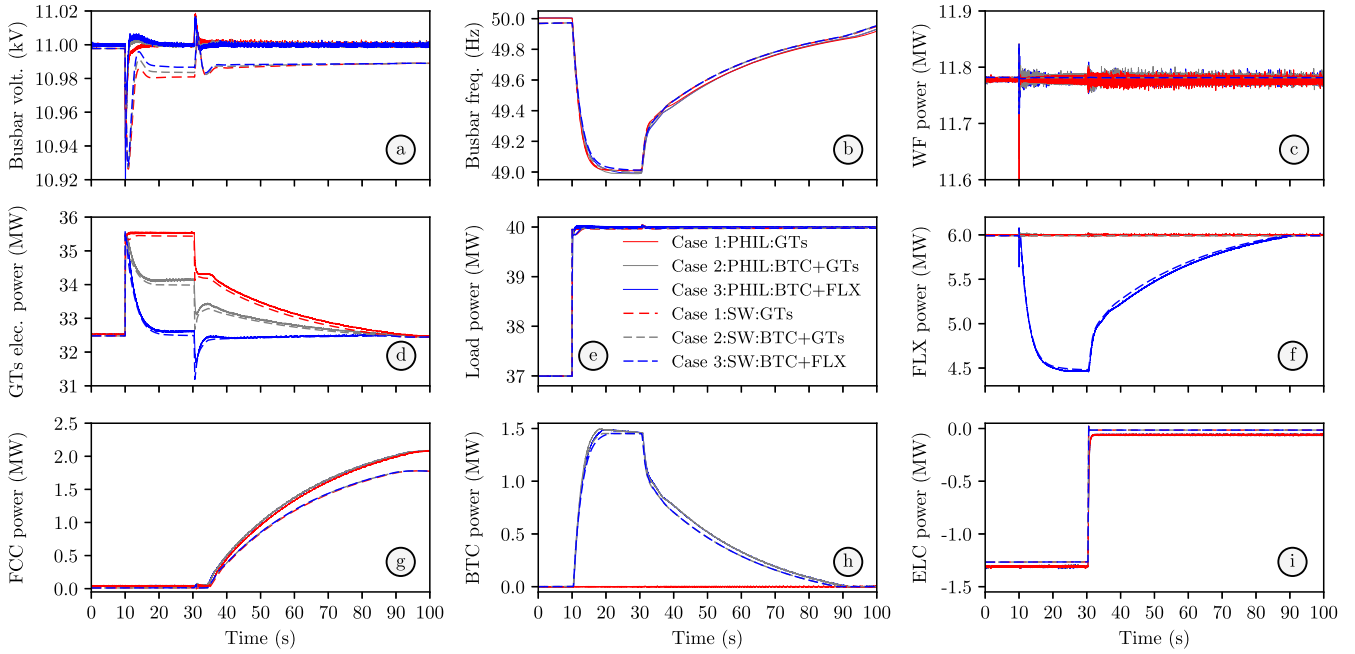 Busbar volt. (kV)
11.00
10.98
10.96
10.94
10.92
a
Busbar freq. (Hz)
50.0
49.8
49.6
49.4
49.2
49.0
b
WF power (MW)
11.9
11.8
11.7
11.6
c
GTs elec. power (MW)
36
35
34
33
32
31
d
Load power (MW)
40
39
38
37
e
Case 1:PHIL:GTs
Case 2:PHIL:BTC+GTs
Case 3:PHIL:BTC+FLX
Case 1:SW:GTs
Case 2:SW:BTC+GTs
Case 3:SW:BTC+FLX
FLX power (MW)
6.0
5.5
5.0
4.5
f
FCC power (MW)
2.5
2.0
1.5
1.0
0.5
0.0
g
0 10 20 30 40 50 60 70 80 90 100
Time (s)
BTC power (MW)
1.5
1.0
0.5
0.0
h
0 10 20 30 40 50 60 70 80 90 100
Time (s)
ELC power (MW)
0.0
-0.5
-1.0
-1.5
i
0 10 20 30 40 50 60 70 80 90 100
Time (s)